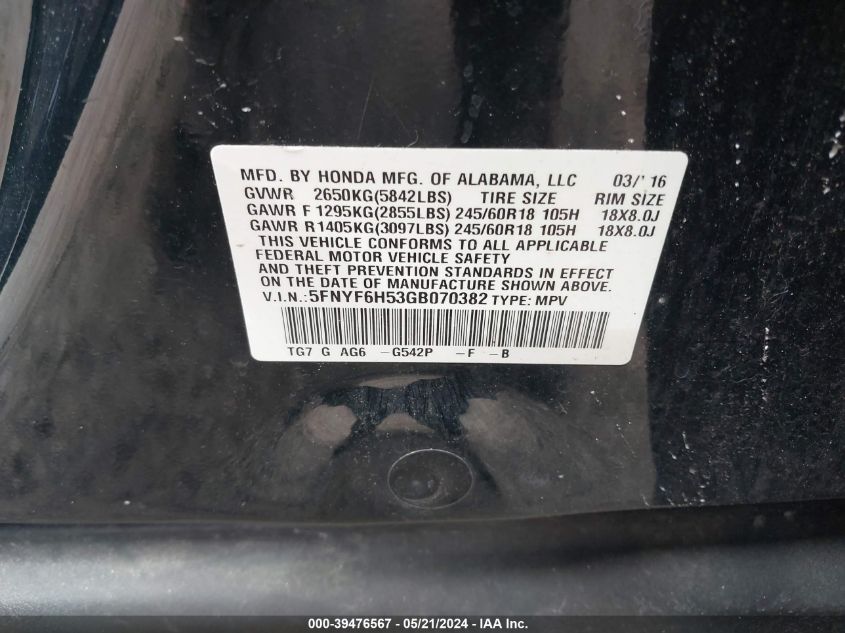 MFD. BY HONDA MFG. OF ALABAMA, LLC 03/'16
GVWR 2650KG(5842LBS) TIRE SIZE RIM SIZE
GAWR F 1295KG(2855LBS) 245/60R18 105H 18X8.0J
GAWR R1405KG(3097LBS) 245/60R18 105H 18X8.0J
THIS VEHICLE CONFORMS TO ALL APPLICABLE
FEDERAL MOTOR VEHICLE SAFETY
AND THEFT PREVENTION STANDARDS IN EFFECT
ON THE DATE OF MANUFACTURE SHOWN ABOVE.
V.I.N.:5FNYF6H53GB070382 TYPE: MPV
TG7 G AG6 -G542P -F -B
000-39476567 - 05/21/2024 - IAA Inc.